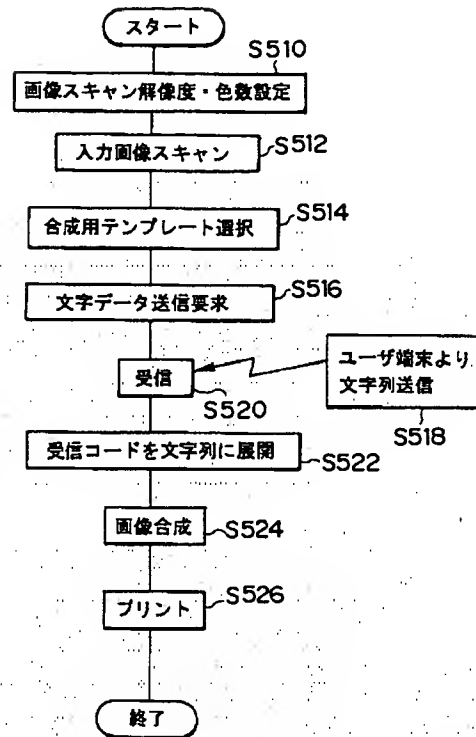 スタート
S510
画像スキャン解像度・色数設定
入力画像スキャン
S512
合成用テンプレート選択
S514
文字データ送信要求
S516
受信
S520
ユーザ端末より
文字列送信
S518
受信コードを文字列に展開
S522
画像合成
S524
プリント
S526
終了